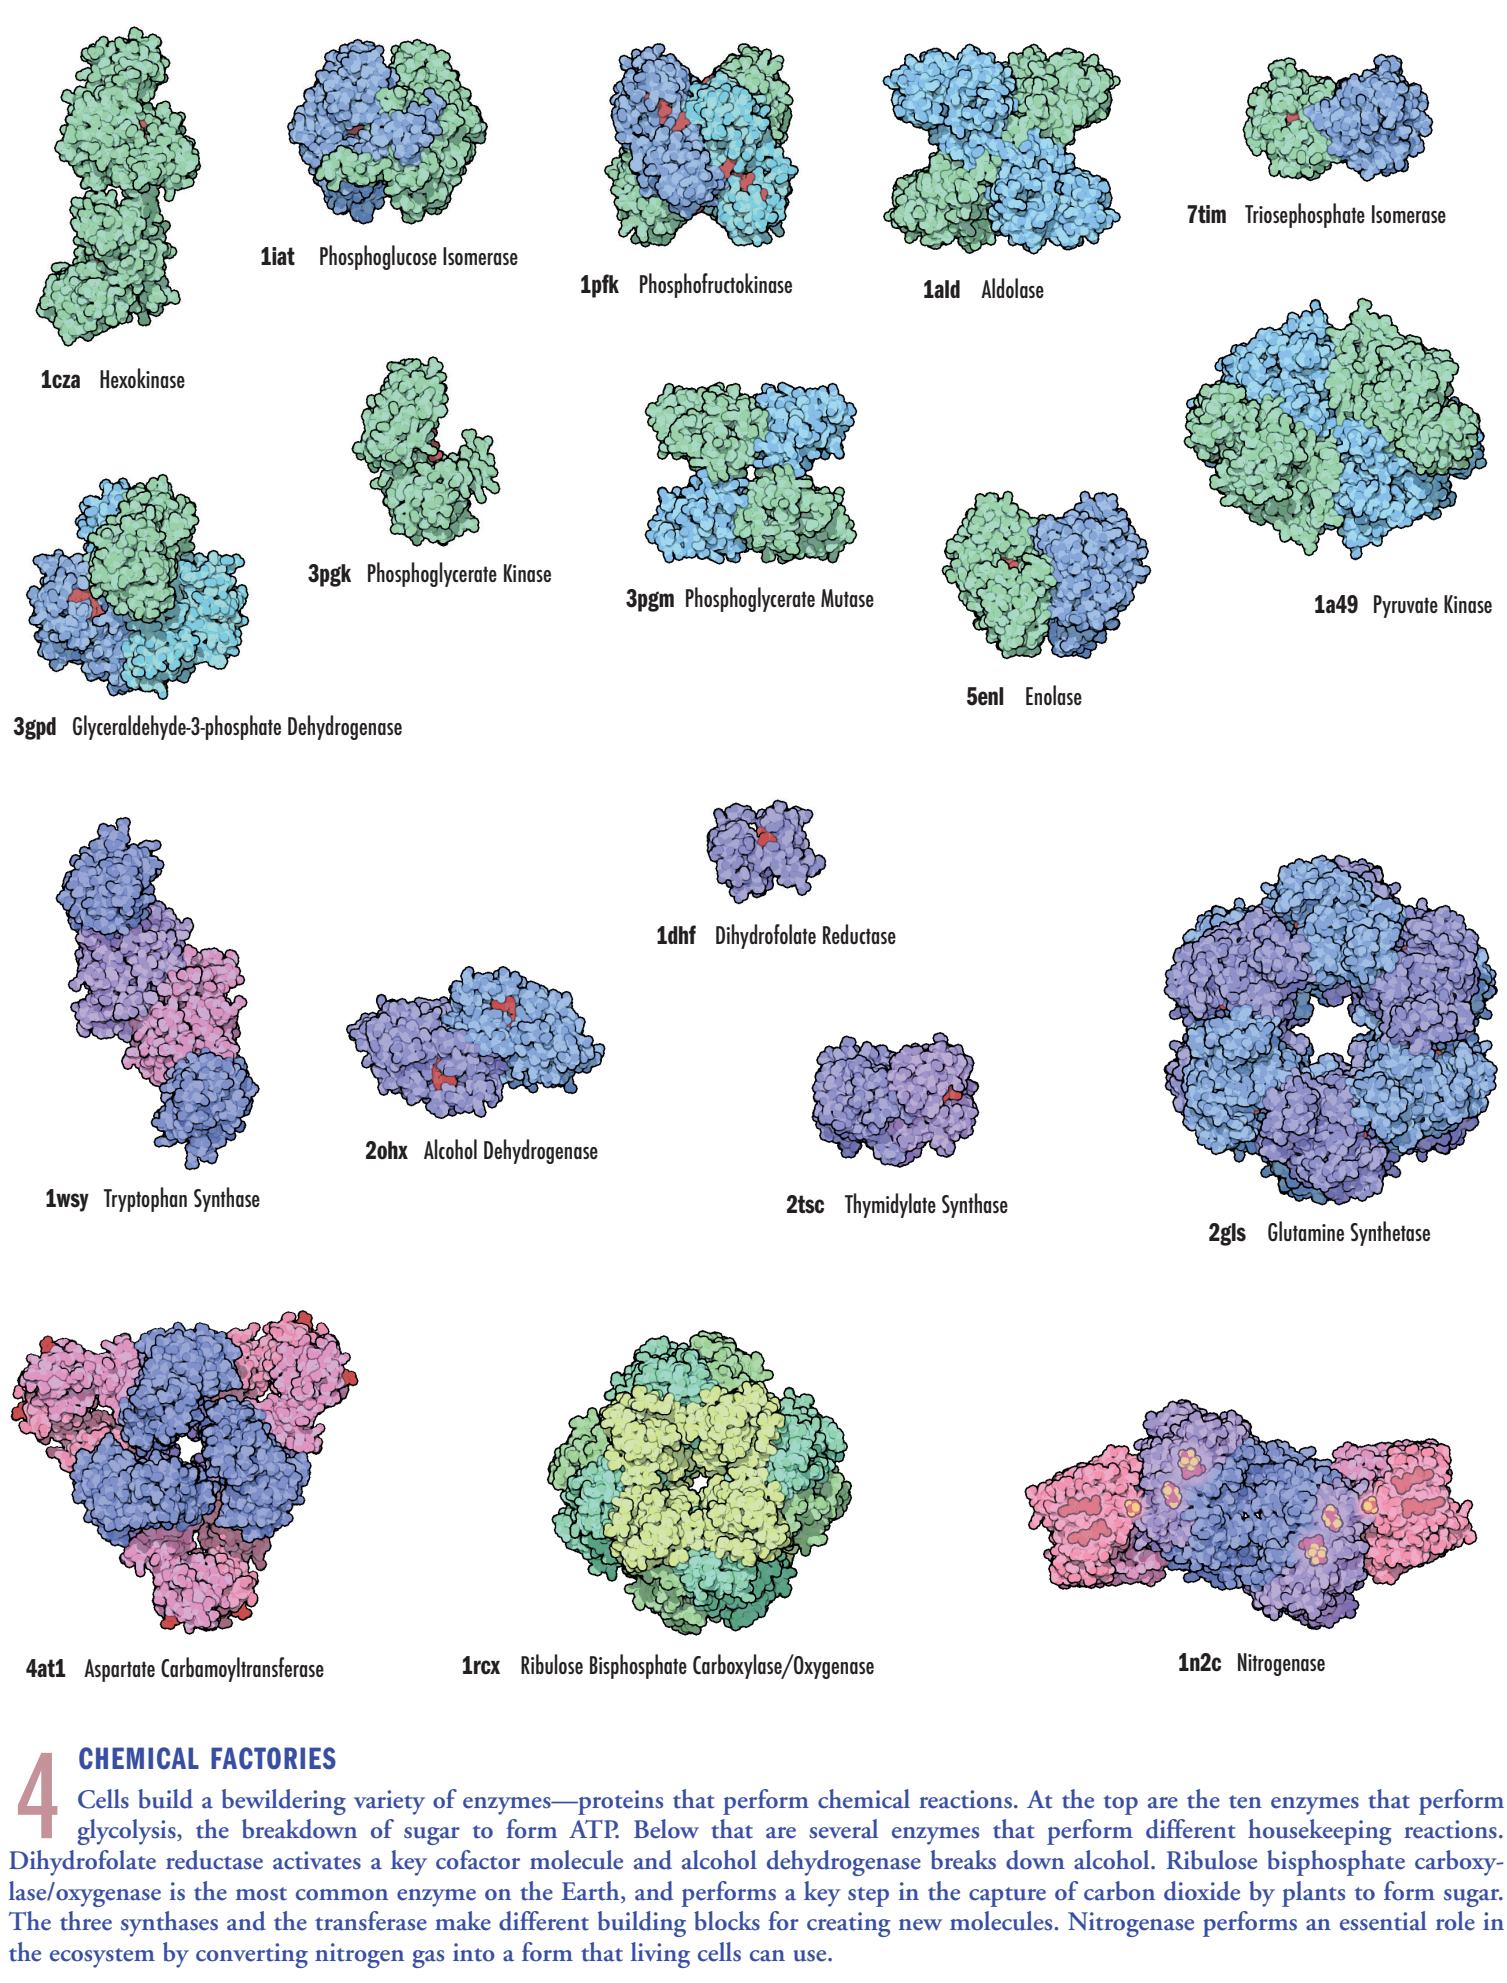 7tim Triosephosphate Isomerase
1iat Phosphoglucose Isomerase
1pfk Phosphofructokinase
1ald Aldolase
1cza Hexokinase
3pgk Phosphoglycerate Kinase
3pgm Phosphoglycerate Mutase
1a49 Pyruvate Kinase
5enl Enolase
3gpd Glyceraldehyde-3-phosphate Dehydrogenase
1dhf Dihydrofolate Reductase
2ohx Alcohol Dehydrogenase
1wsy Tryptophan Synthase
2tsc Thymidylate Synthase
2gls Glutamine Synthetase
4at1 Aspartate Carbamoyltransferase
1rcx Ribulose Bisphosphate Carboxylase/Oxygenase
1n2c Nitrogenase
4 CHEMICAL FACTORIES
Cells build a bewildering variety of enzymes—proteins that perform chemical reactions. At the top are the ten enzymes that perform
glycolysis, the breakdown of sugar to form ATP. Below that are several enzymes that perform different housekeeping reactions.
Dihydrofolate reductase activates a key cofactor molecule and alcohol dehydrogenase breaks down alcohol. Ribulose bisphosphate carboxy-
lase/oxygenase is the most common enzyme on the Earth, and performs a key step in the capture of carbon dioxide by plants to form sugar.
The three synthases and the transferase make different building blocks for creating new molecules. Nitrogenase performs an essential role in
the ecosystem by converting nitrogen gas into a form that living cells can use.